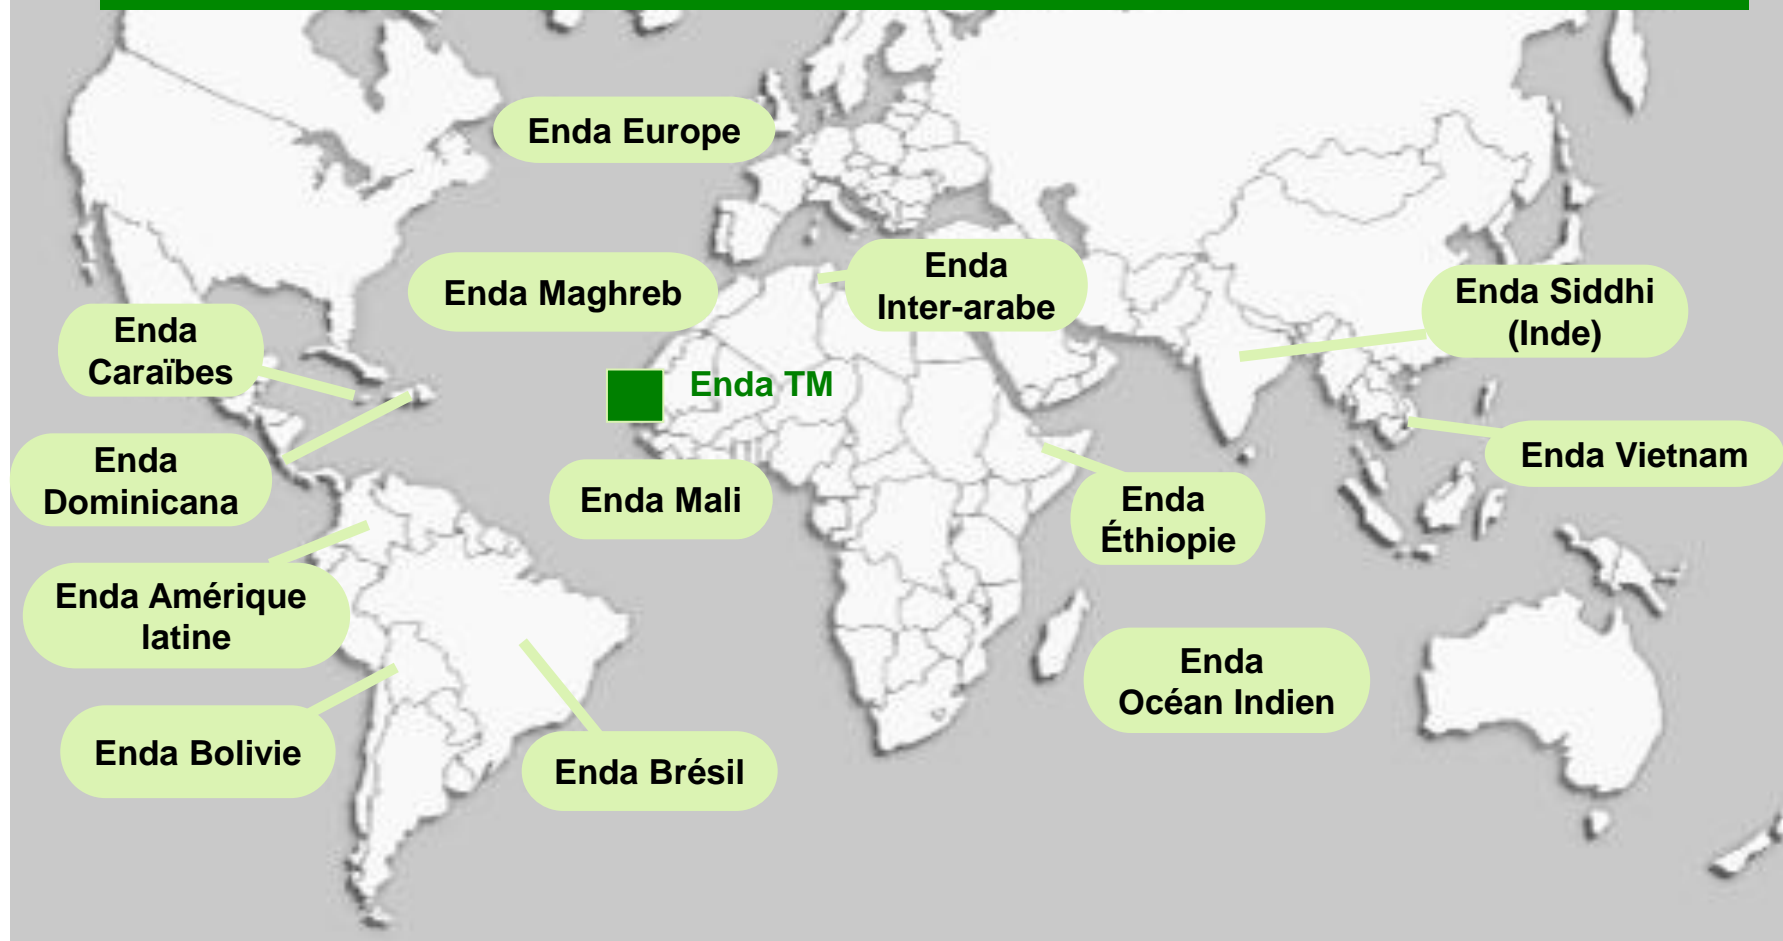 Enda Europe
Enda Maghreb
Enda
Inter-arabe
Enda Siddhi
(Inde)
Enda
Caraïbes
Enda TM
Enda
Dominicana
Enda Mali
Enda
Éthiopie
Enda Vietnam
Enda Amérique
latine
Enda
Océan Indien
Enda Bolivie
Enda Brésil